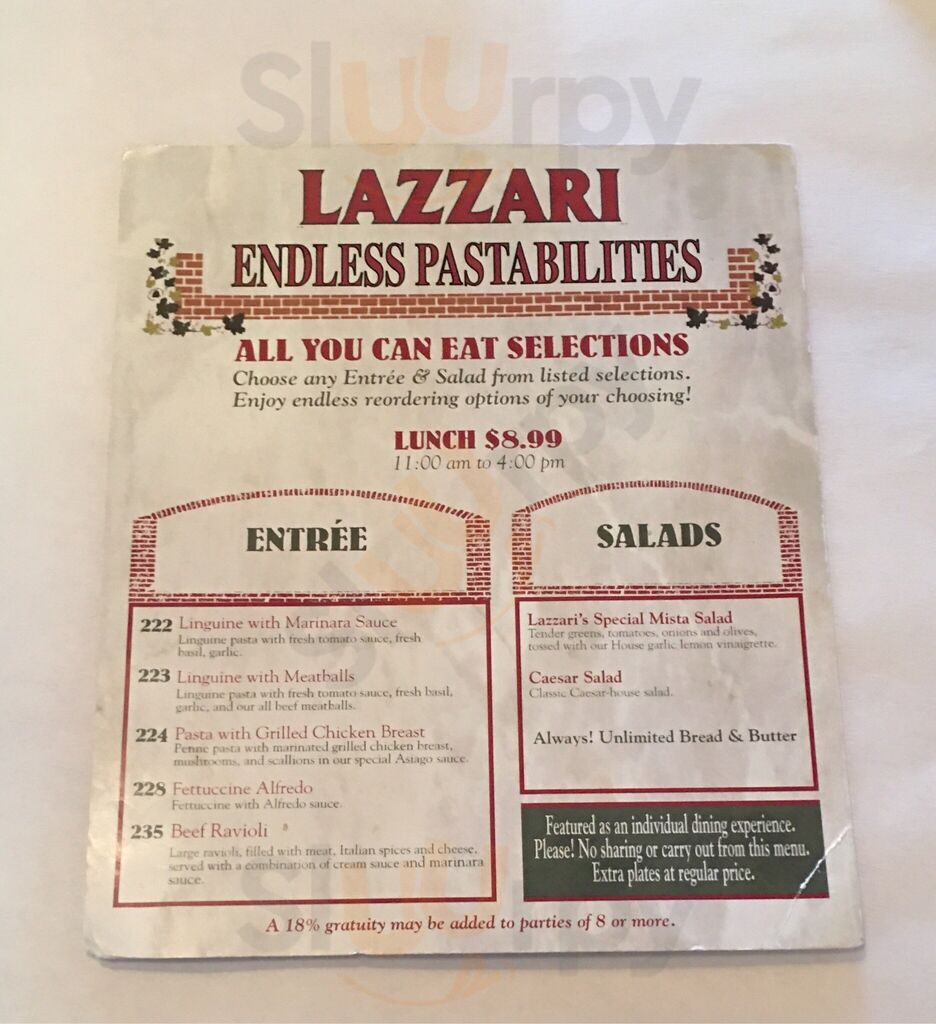 Sluurpy
LAZZARI
ENDLESS PASTABILITIES
ALL YOU CAN EAT SELECTIONS
Choose any Entrée & Salad from listed selections.
Enjoy endless reordering options of your choosing!
LUNCH $8.99
11:00 am to 4:00 pm
ENTRÉE
222 Linguine with Marinara Sauce
Linguine pasta with fresh tomato sauce, fresh
basil, garlic.
223 Linguine with Meatballs
Linguine pasta with fresh tomato sauce, fresh basil,
garlic, and our all beef meatballs.
224 Pasta with Grilled Chicken Breast
Penne pasta with marinated grilled chicken breast,
mushrooms, and scallions in our special Asiago sauce.
228 Fettuccine Alfredo
Fettuccine with Alfredo sauce.
235 Beef Ravioli
Large ravioli, filled with meat, Italian spices and cheese,
served with a combination of cream sauce and marinara
sauce.
SALADS
Lazzari's Special Mista Salad
Tender greens, tomatoes, onions and olives,
tossed with our House garlic lemon vinaigrette.
Caesar Salad
Classic Caesar-house salad.
Always! Unlimited Bread & Butter
Featured as an individual dining experience.
Please! No sharing or carry out from this menu.
Extra plates at regular price.
A 18% gratuity may be added to parties of 8 or more.
Sluurpy
Sluurpy